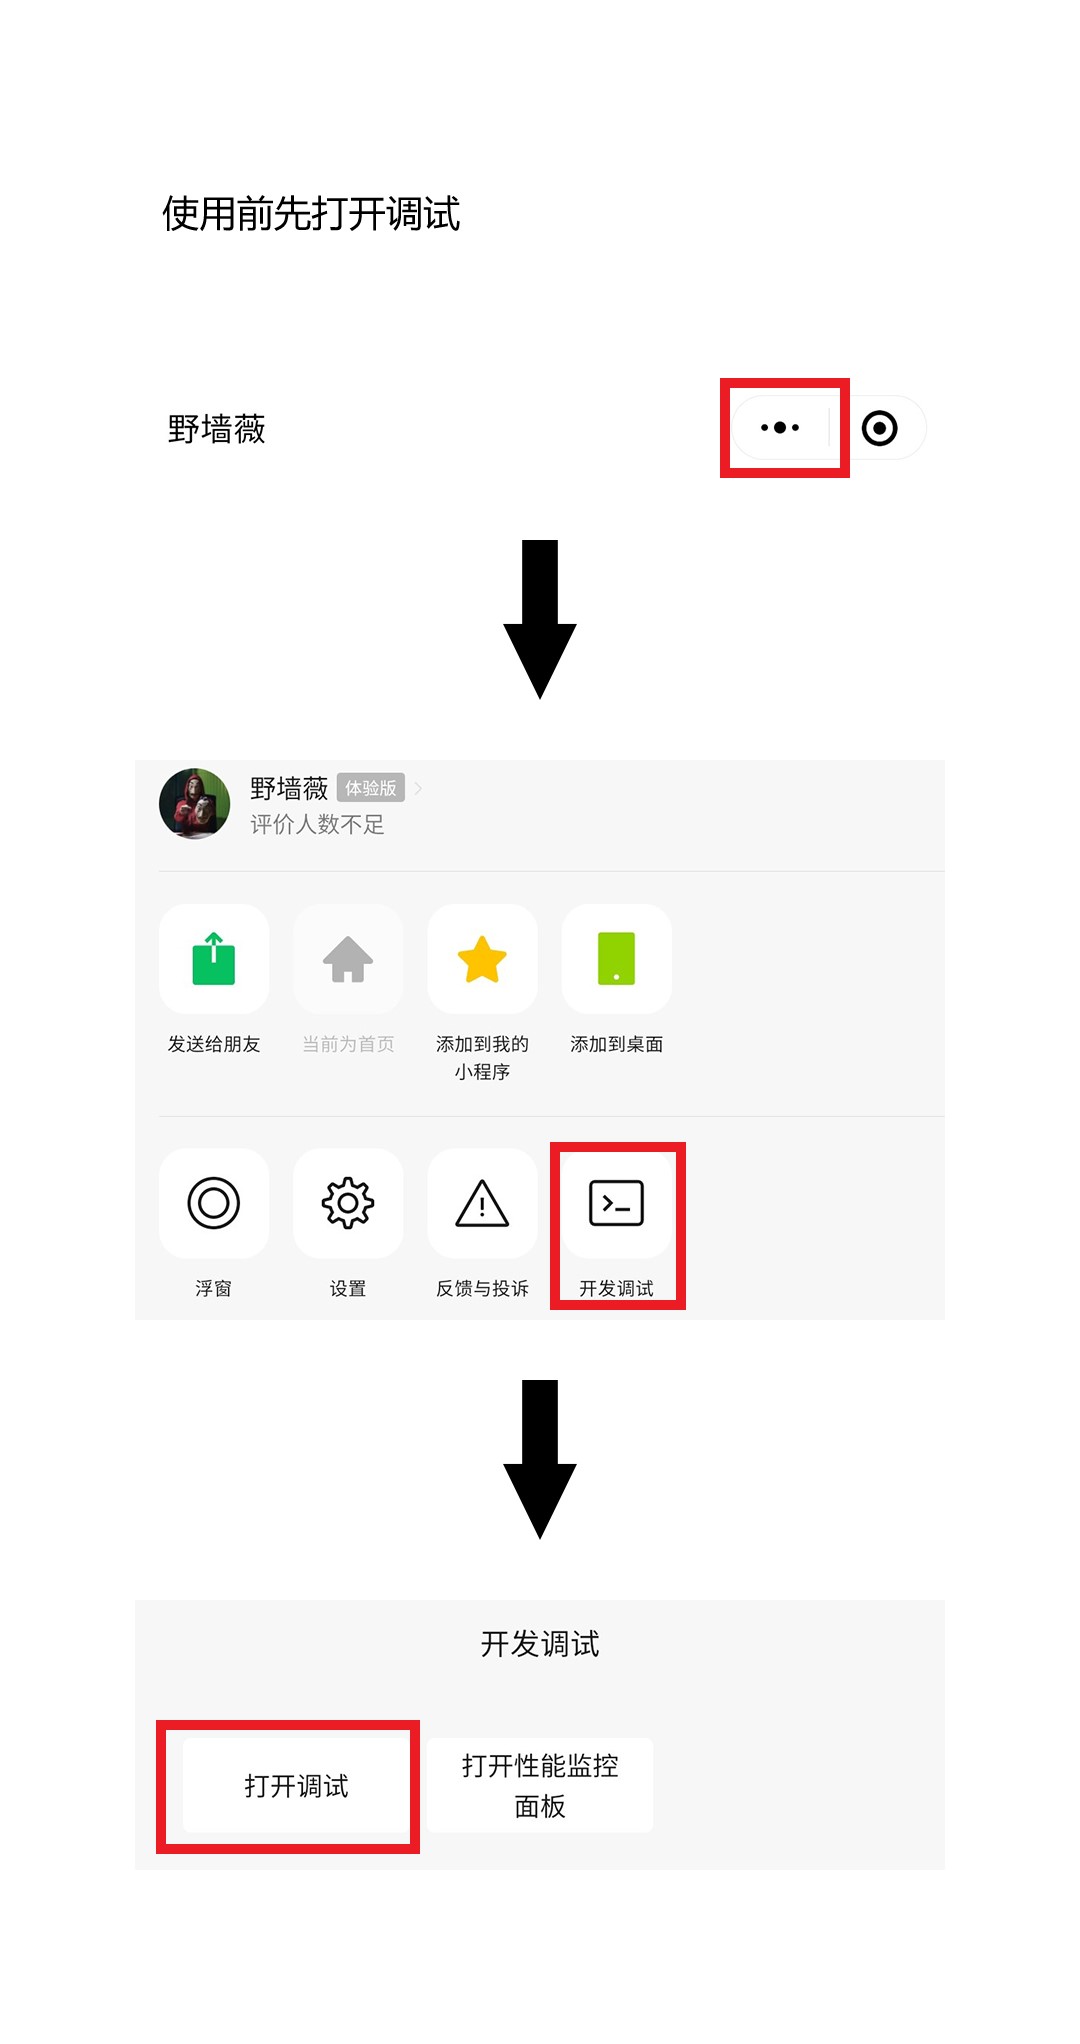 使用前先打开调试
野墙薇
野墙薇 体验版
评价人数不足
发送给朋友 当前为首页 添加到我的小程序 添加到桌面
浮窗 设置 反馈与投诉 开发调试
开发调试
打开调试 打开性能监控面板